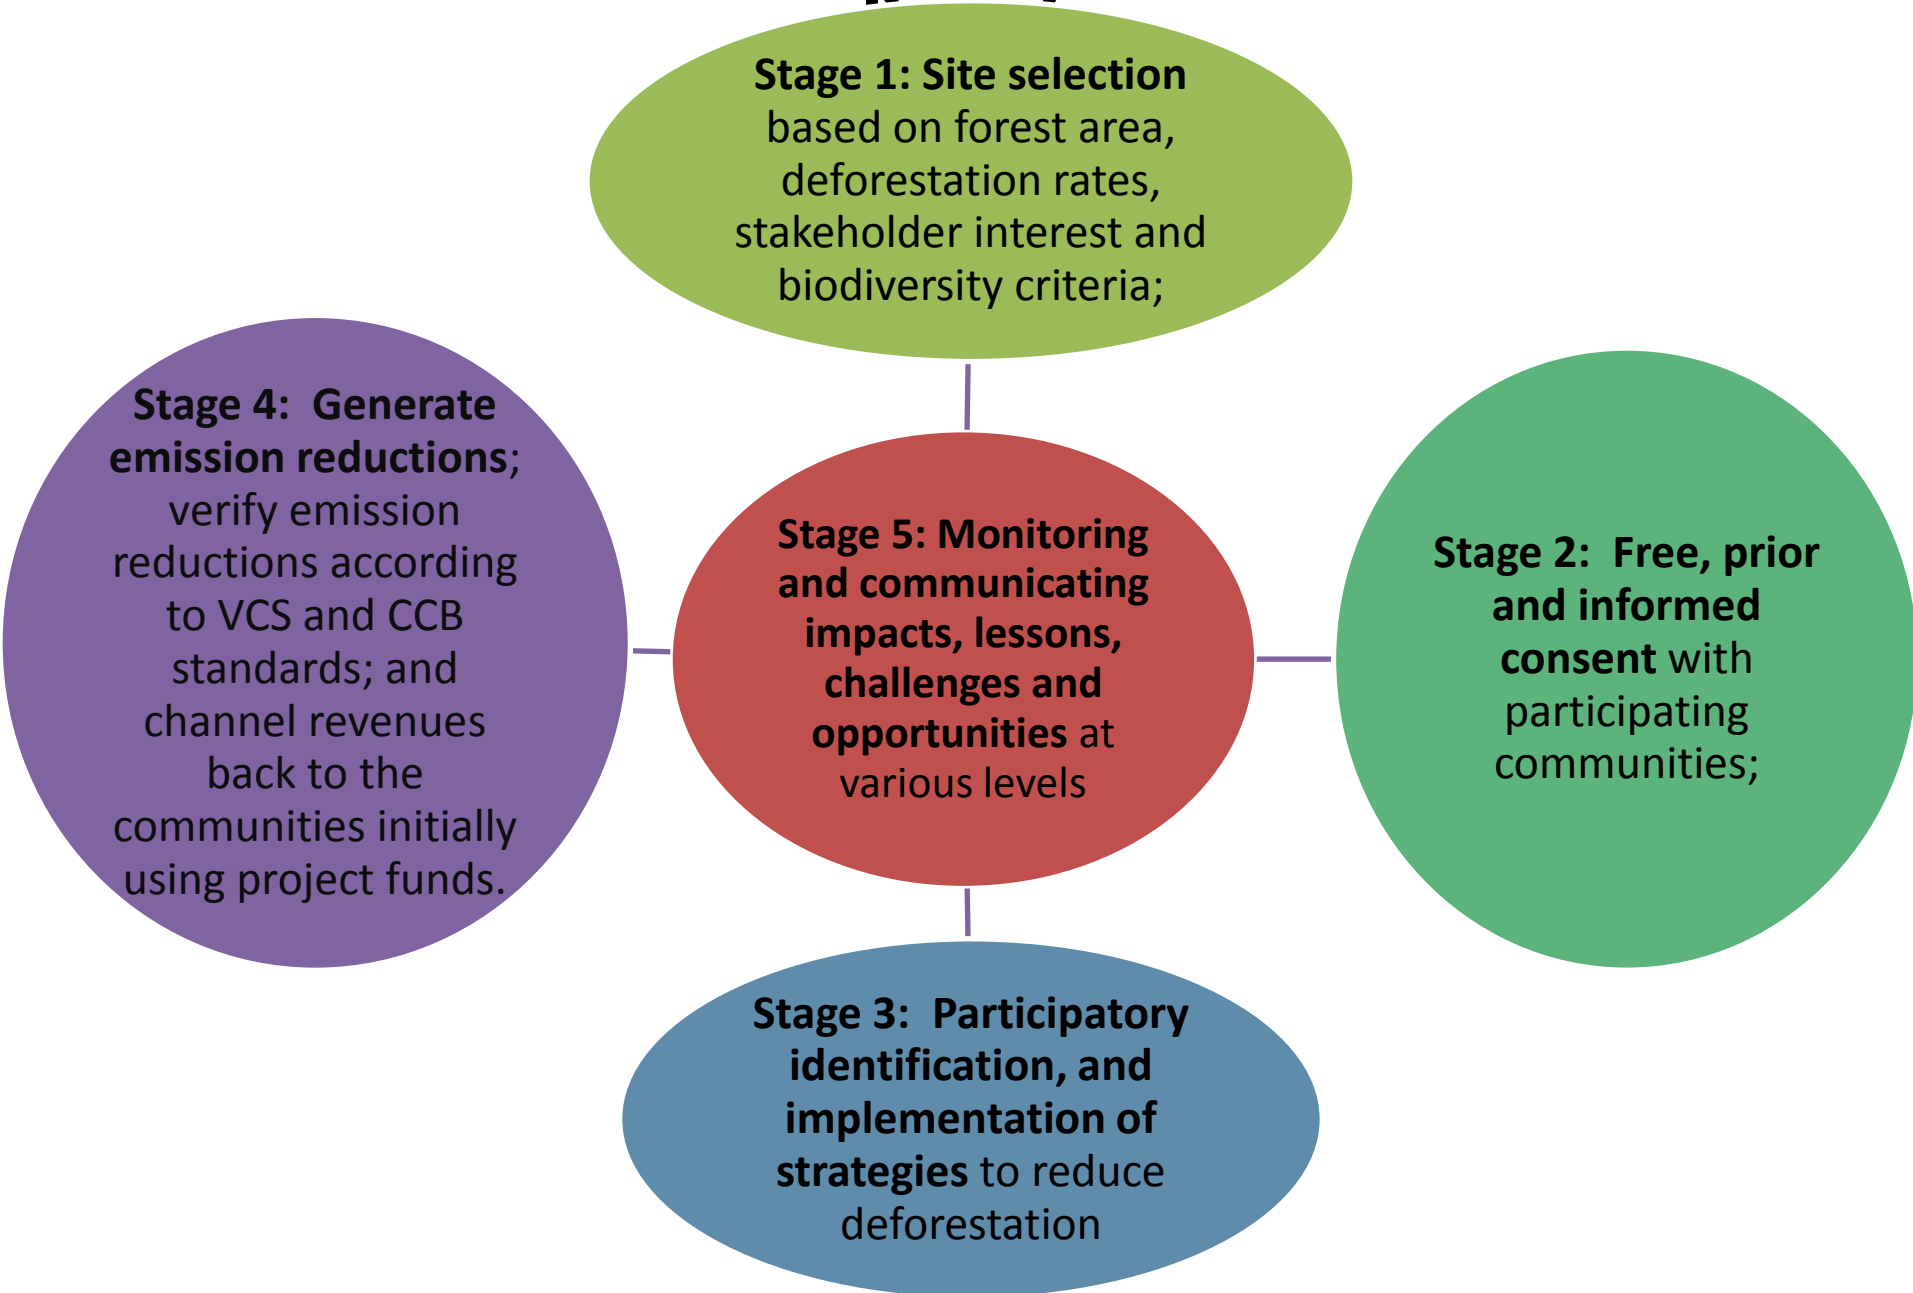 Stage 1: Site selection
based on forest area,
deforestation rates,
stakeholder interest and
biodiversity criteria;
Stage 2:  Free, prior
and informed
consent with
participating
communities;
Stage 3:  Participatory
identification, and
implementation of
strategies to reduce
deforestation
Stage 4:  Generate
emission reductions;
verify emission
reductions according
to VCS and CCB
standards; and
channel revenues
back to the
communities initially
using project funds.
Stage 5: Monitoring
and communicating
impacts, lessons,
challenges and
opportunities at
various levels